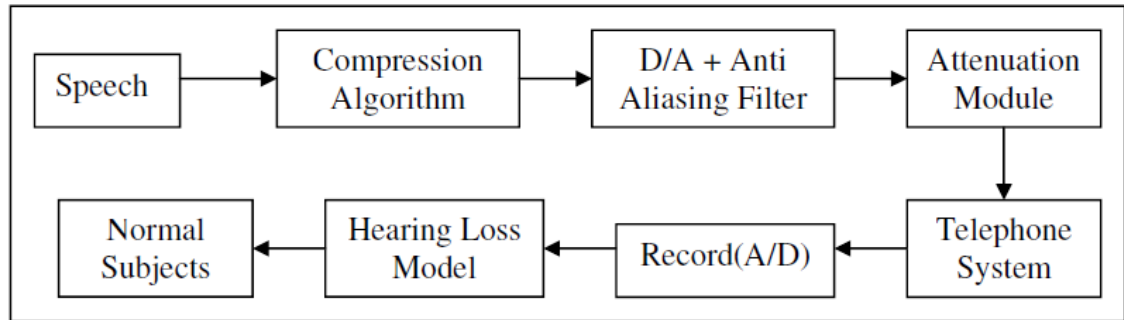 Speech
Compression
Algorithm
D/A + Anti
Aliasing Filter
Attenuation
Module
Normal
Subjects
Hearing Loss
Model
Record(A/D)
Telephone
System